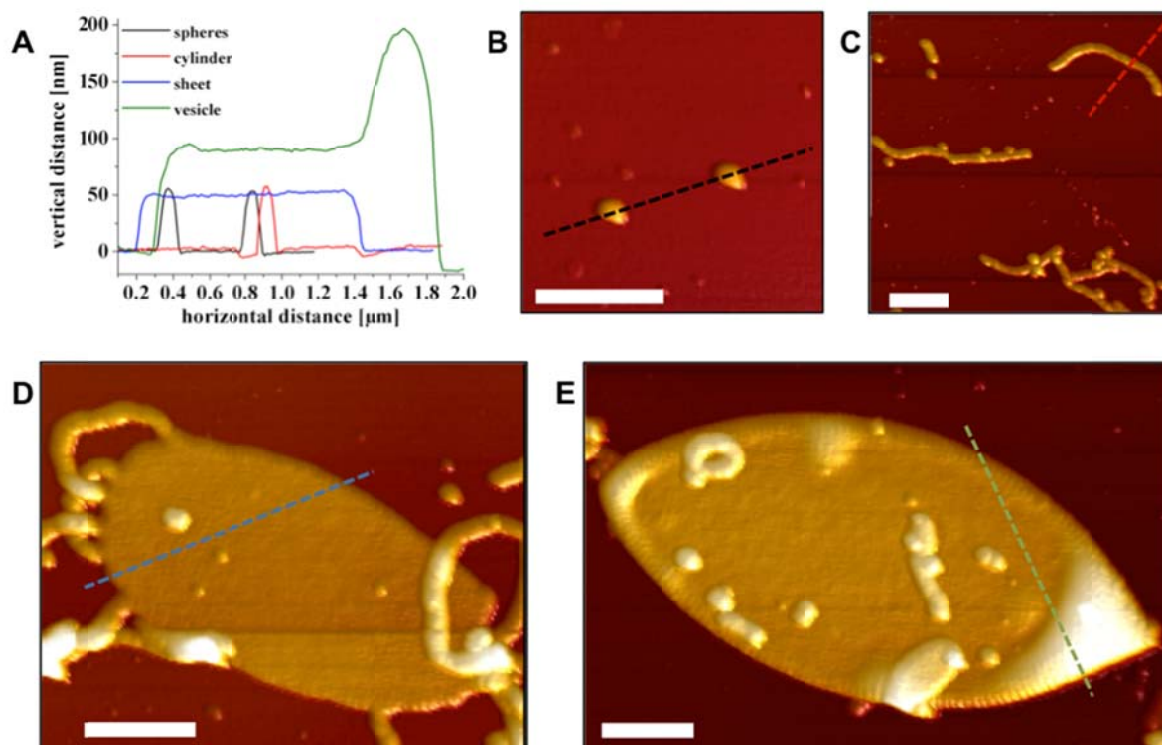 A
200
150
100
50
0
vertical distance [nm]
spheres
cylinder
sheet
vesicle
0.2 0.4 0.6 0.8 1.0 1.2 1.4 1.6 1.8 2.0
horizontal distance [µm]
B
C
D
E